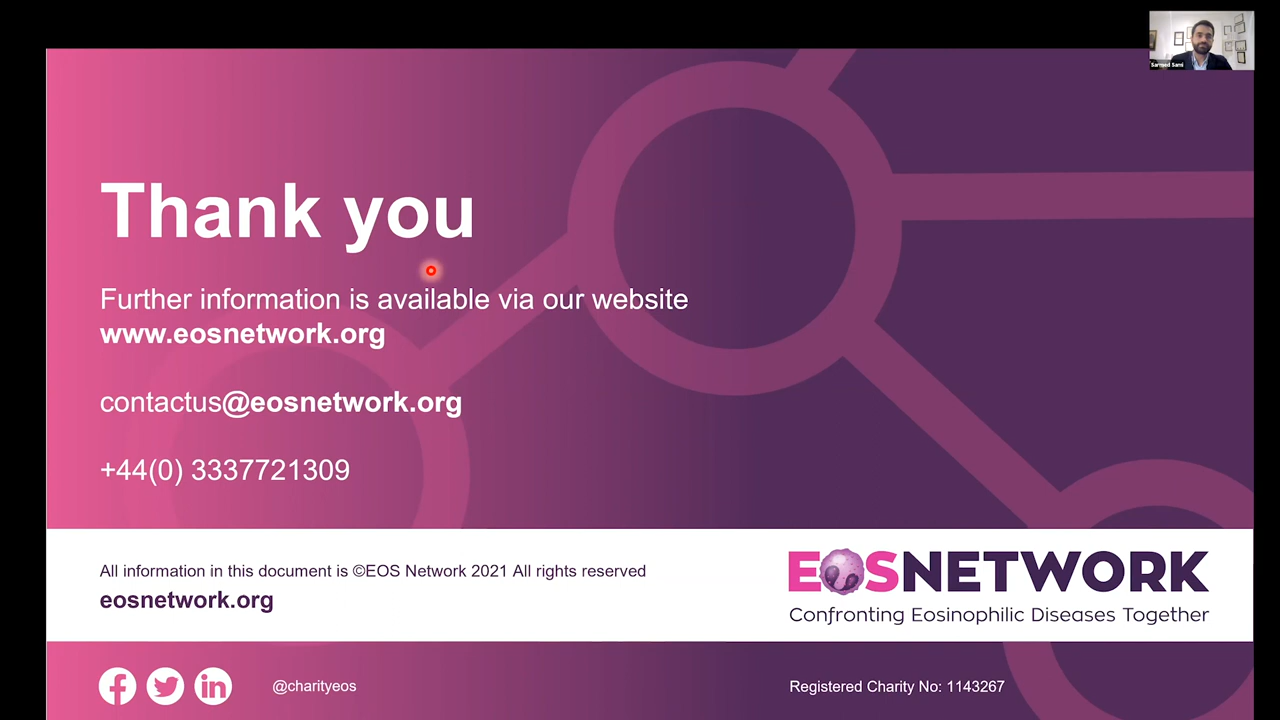 Sarmed Sami
Thank you
Further information is available via our website
www.eosnetwork.org
contactus@eosnetwork.org
+44(0) 3337721309
All information in this document is ©EOS Network 2021 All rights reserved
eosnetwork.org
EOSNETWORK
Confronting Eosinophilic Diseases Together
@charityeos
Registered Charity No: 1143267